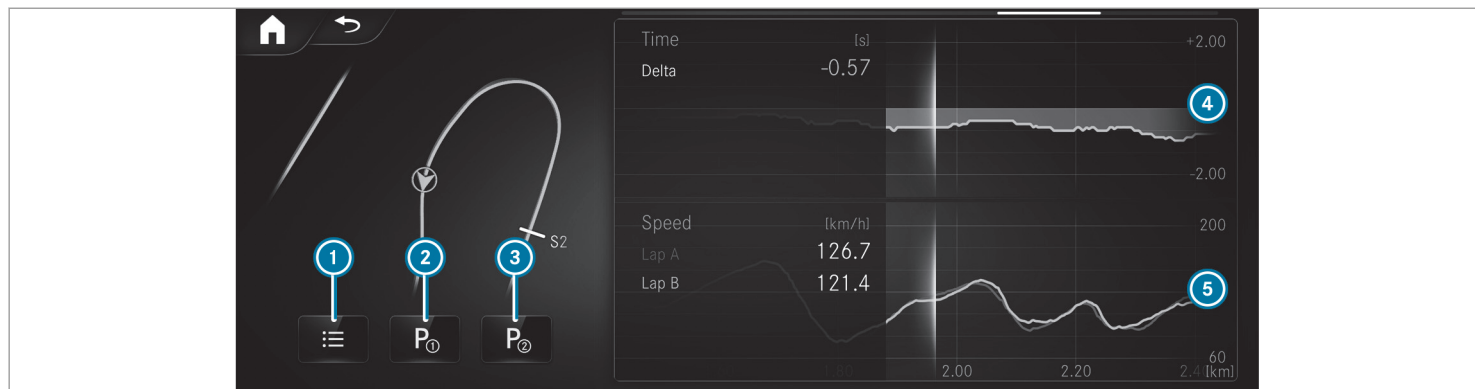 Time [s] +2.00
Delta -0.57
4
-2.00
Speed [km/h] 200
S2
Lap A 126.7
1 2 3
Lap B 121.4
5
P① P②
60
1.80 2.00 2.20 2.4 [km]